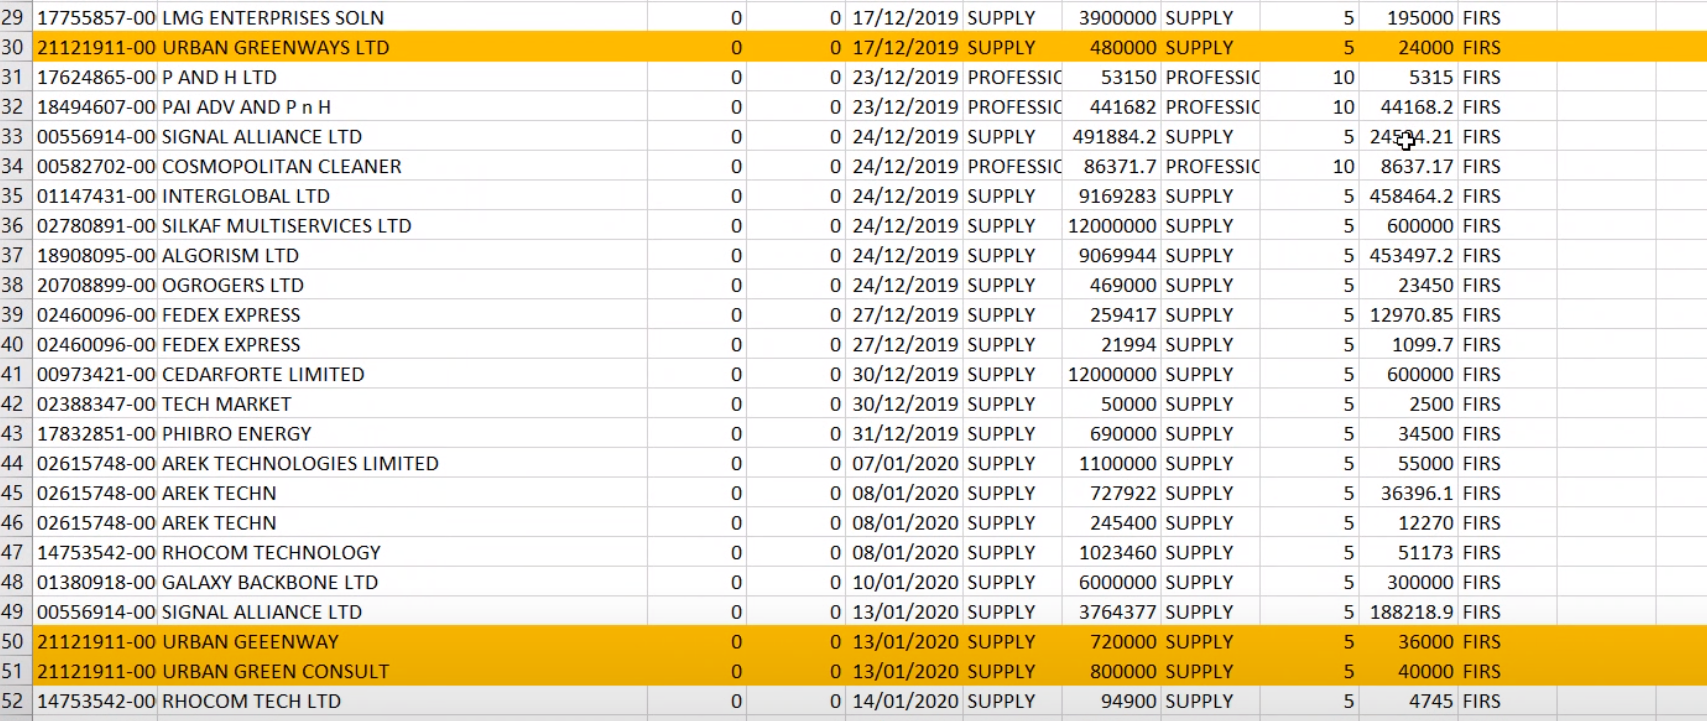 29 17755857-00 LMG ENTERPRISES SOLN 0 0 17/12/2019 SUPPLY 3900000 SUPPLY 5 195000 FIRS
30 21121911-00 URBAN GREENWAYS LTD 0 0 17/12/2019 SUPPLY 480000 SUPPLY 5 24000 FIRS
31 17624865-00 P AND H LTD 0 0 23/12/2019 PROFESSIO 53150 PROFESSIO 10 5315 FIRS
32 18494607-00 PAI ADV AND P n H 0 0 23/12/2019 PROFESSIO 441682 PROFESSIO 10 44168.2 FIRS
33 00556914-00 SIGNAL ALLIANCE LTD 0 0 24/12/2019 SUPPLY 491884.2 SUPPLY 5 FIRS
34 00582702-00 COSMOPOLITAN CLEANER 0 0 24/12/2019 PROFESSIO 86371.7 PROFESSIO 10 8637.17 FIRS
35 01147431-00 INTERGLOBAL LTD 0 0 24/12/2019 SUPPLY 9169283 SUPPLY 5 458464.2 FIRS
36 02780891-00 SILKAF MULTISERVICES LTD 0 0 24/12/2019 SUPPLY 12000000 SUPPLY 5 600000 FIRS
37 18908095-00 ALGORISM LTD 0 0 24/12/2019 SUPPLY 9069944 SUPPLY 5 453497.2 FIRS
38 20708899-00 OGROGERS LTD 0 0 24/12/2019 SUPPLY 469000 SUPPLY 5 23450 FIRS
39 02460096-00 FEDEX EXPRESS 0 0 27/12/2019 SUPPLY 259417 SUPPLY 5 12970.85 FIRS
40 02460096-00 FEDEX EXPRESS 0 0 27/12/2019 SUPPLY 21994 SUPPLY 5 1099.7 FIRS
41 00973421-00 CEDARFORTE LIMITED 0 0 30/12/2019 SUPPLY 12000000 SUPPLY 5 600000 FIRS
42 02388347-00 TECH MARKET 0 0 30/12/2019 SUPPLY 50000 SUPPLY 5 2500 FIRS
43 17832851-00 PHIBRO ENERGY 0 0 31/12/2019 SUPPLY 690000 SUPPLY 5 34500 FIRS
44 02615748-00 AREK TECHNOLOGIES LIMITED 0 0 07/01/2020 SUPPLY 1100000 SUPPLY 5 55000 FIRS
45 02615748-00 AREK TECHN 0 0 08/01/2020 SUPPLY 727922 SUPPLY 5 36396.1 FIRS
46 02615748-00 AREK TECHN 0 0 08/01/2020 SUPPLY 245400 SUPPLY 5 12270 FIRS
47 14753542-00 RHOCOM TECHNOLOGY 0 0 08/01/2020 SUPPLY 1023460 SUPPLY 5 51173 FIRS
48 01380918-00 GALAXY BACKBONE LTD 0 0 10/01/2020 SUPPLY 6000000 SUPPLY 5 300000 FIRS
49 00556914-00 SIGNAL ALLIANCE LTD 0 0 13/01/2020 SUPPLY 3764377 SUPPLY 5 188218.9 FIRS
50 21121911-00 URBAN GEEENWAY 0 0 13/01/2020 SUPPLY 720000 SUPPLY 5 36000 FIRS
51 21121911-00 URBAN GREEN CONSULT 0 0 13/01/2020 SUPPLY 800000 SUPPLY 5 40000 FIRS
52 14753542-00 RHOCOM TECH LTD 0 0 14/01/2020 SUPPLY 94900 SUPPLY 5 4745 FIRS